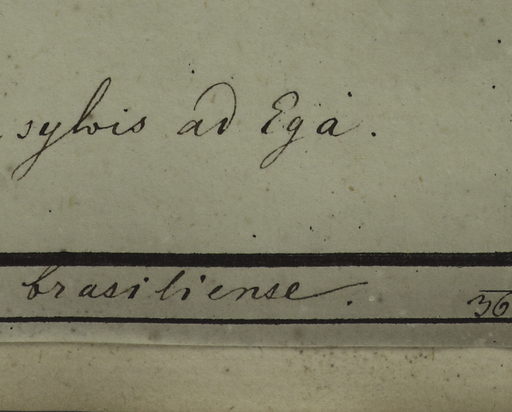 sylvis ad Ega.
brasiliense. 36